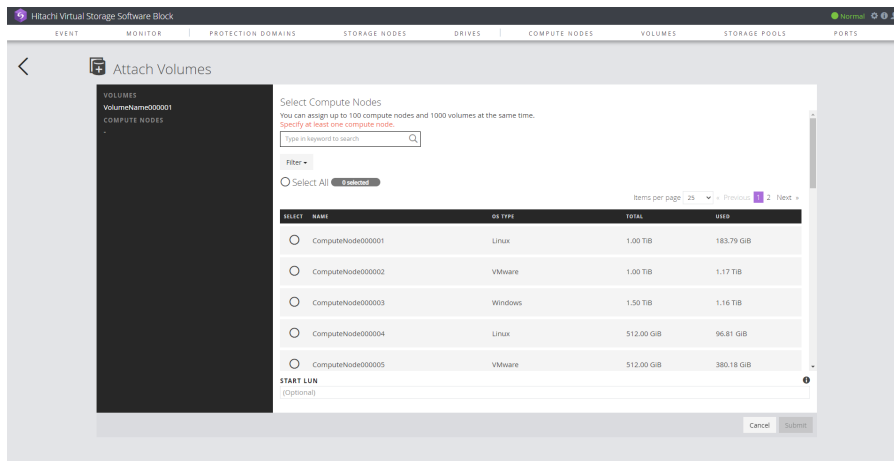 Hitachi Virtual Storage Software Block
Normal
EVENT MONITOR PROTECTION DOMAINS STORAGE NODES DRIVES COMPUTE NODES VOLUMES STORAGE POOLS PORTS
Attach Volumes
VOLUMES
VolumeName000001
COMPUTE NODES
-
Select Compute Nodes
You can assign up to 100 compute nodes and 1000 volumes at the same time.
Specify at least one compute node.
Type in keyword to search
Filter
Select All 0 selected
Items per page 25 « Previous 1 2 Next »
SELECT NAME OS TYPE TOTAL USED
ComputeNode000001 Linux 1.00 TiB 183.79 GiB
ComputeNode000002 VMware 1.00 TiB 1.17 TiB
ComputeNode000003 Windows 1.50 TiB 1.16 TiB
ComputeNode000004 Linux 512.00 GiB 96.81 GiB
ComputeNode000005 VMware 512.00 GiB 380.18 GiB
START LUN
(Optional)
Cancel Submit